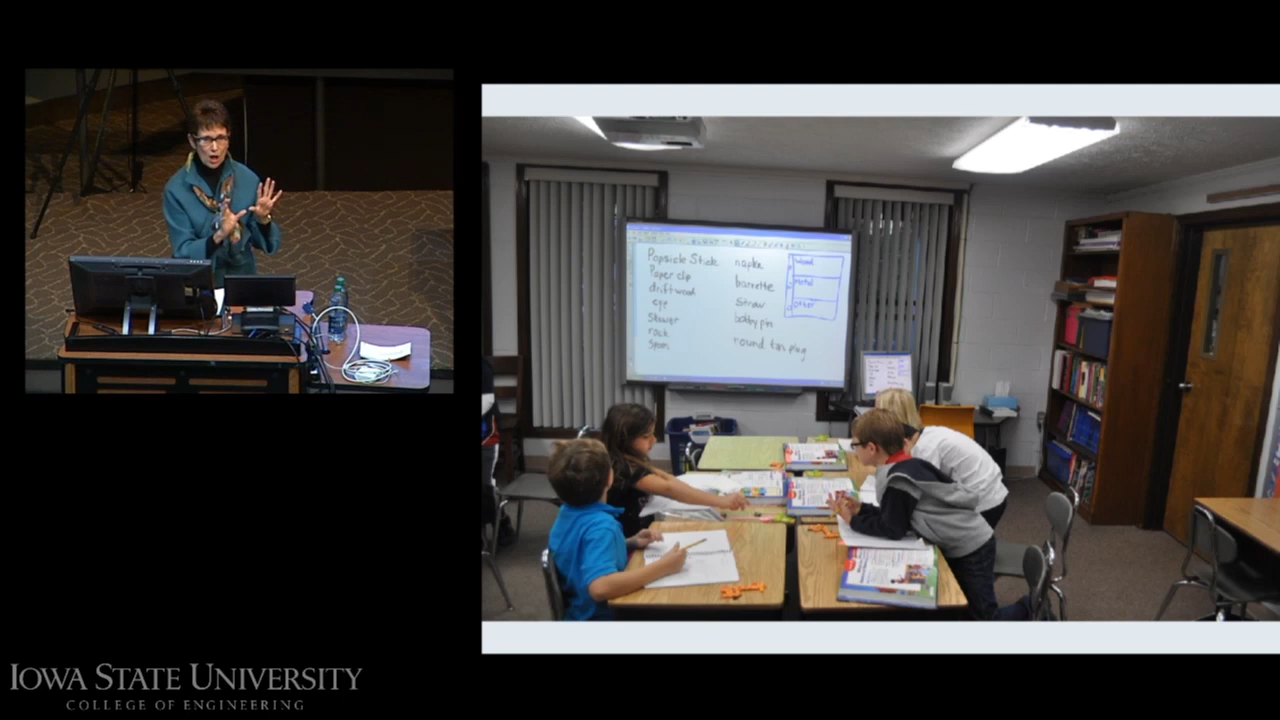 Popsicle Stick
Paper clip
driftwood
egg
Skewer
rock
Spoon
napkin
barrette
Straw
bobby pin
round tan plug
Wood
Metal
Other
IOWA STATE UNIVERSITY
COLLEGE OF ENGINEERING